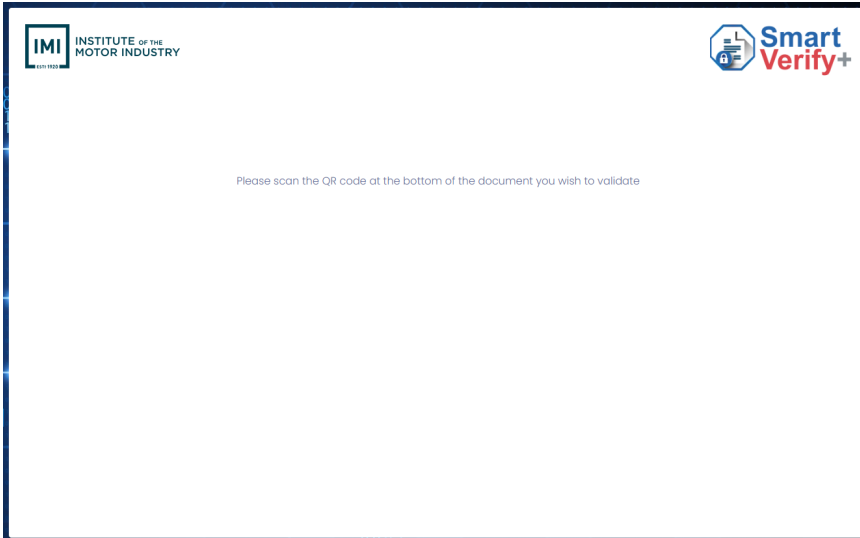 IMI
ESTD 1920
INSTITUTE OF THE
MOTOR INDUSTRY
Smart
Verify+
Please scan the QR code at the bottom of the document you wish to validate